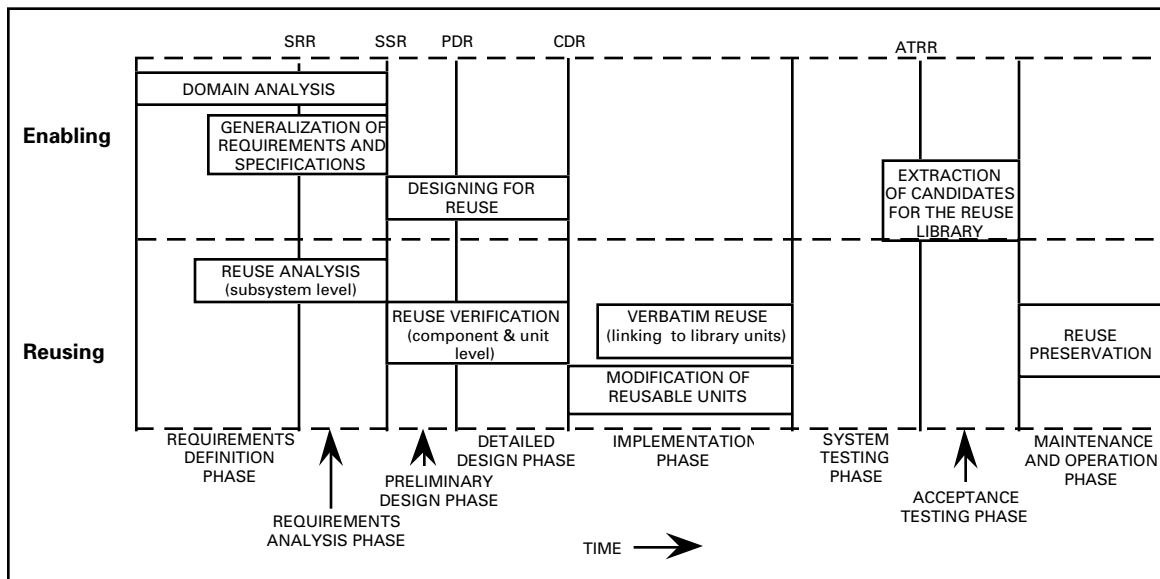 SRR SSR PDR CDR ATRR
DOMAIN ANALYSIS
Enabling
GENERALIZATION OF
REQUIREMENTS AND
SPECIFICATIONS
DESIGNING FOR
REUSE
EXTRACTION
OF CANDIDATES
FOR THE REUSE
LIBRARY
REUSE ANALYSIS
(subsystem level)
Reusing
REUSE VERIFICATION
(component & unit
level)
VERBATIM REUSE
(linking to library units)
MODIFICATION OF
REUSABLE UNITS
REUSE
PRESERVATION
REQUIREMENTS
DEFINITION
PHASE
REQUIREMENTS
ANALYSIS PHASE
PRELIMINARY
DESIGN PHASE
DETAILED
DESIGN PHASE
IMPLEMENTATION
PHASE
SYSTEM
TESTING
PHASE
ACCEPTANCE
TESTING PHASE
MAINTENANCE
AND OPERATION
PHASE
TIME